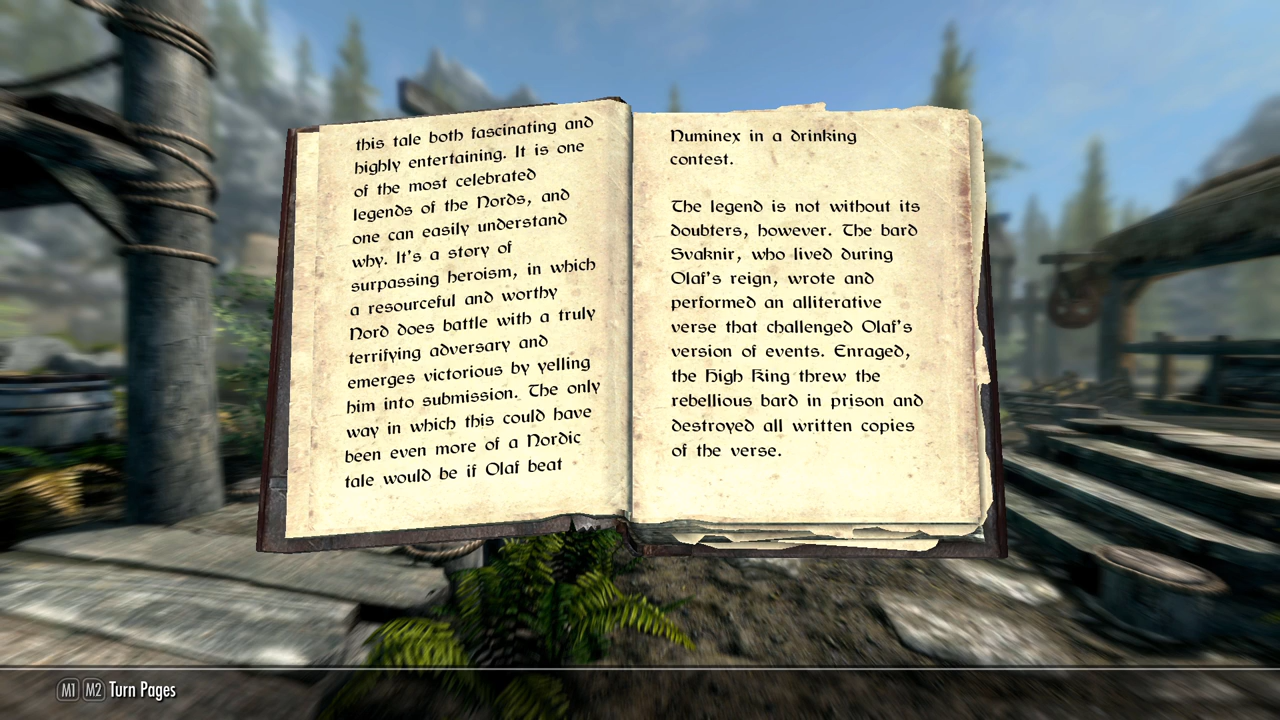 this tale both fascinating and
highly entertaining. It is one
of the most celebrated
legends of the Nords, and
one can easily understand
why. It's a story of
surpassing heroism, in which
a resourceful and worthy
Nord does battle with a truly
terrifying adversary and
emerges victorious by yelling
him into submission. The only
way in which this could have
been even more of a Nordic
tale would be if Olaf beat
Numinex in a drinking
contest.
The legend is not without its
doubters, however. The bard
Svaknir, who lived during
Olaf's reign, wrote and
performed an alliterative
verse that challenged Olaf's
version of events. Enraged,
the High King threw the
rebellious bard in prison and
destroyed all written copies
of the verse.
M1 M2 Turn Pages